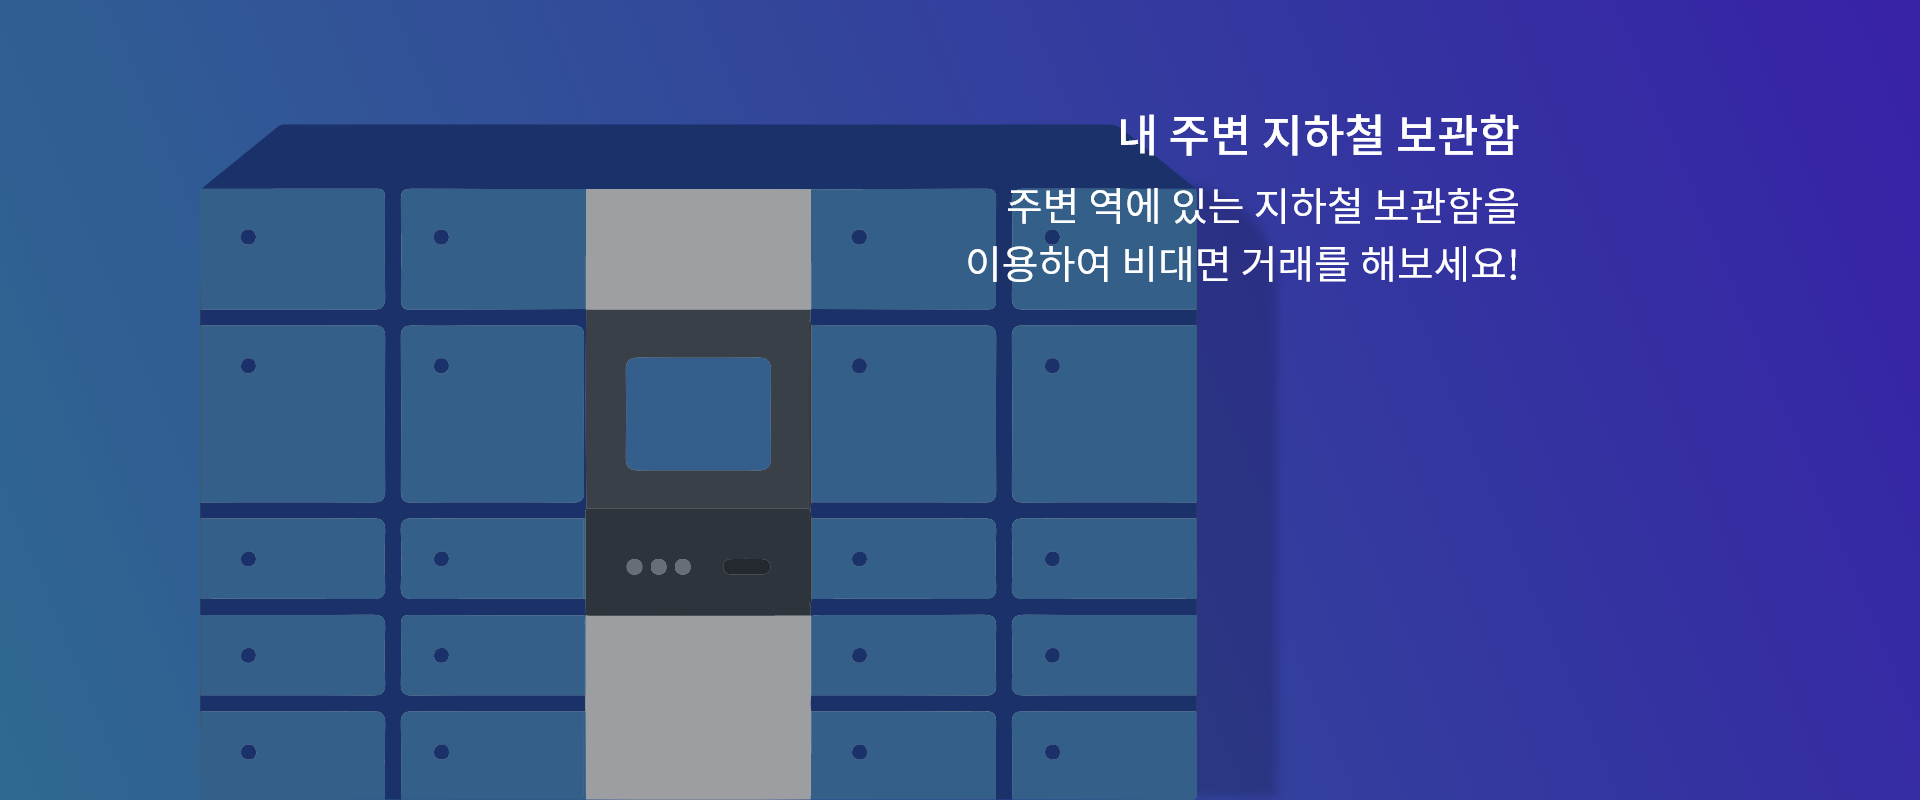 내 주변 지하철 보관함
주변 역에 있는 지하철 보관함을
이용하여 비대면 거래를 해보세요!